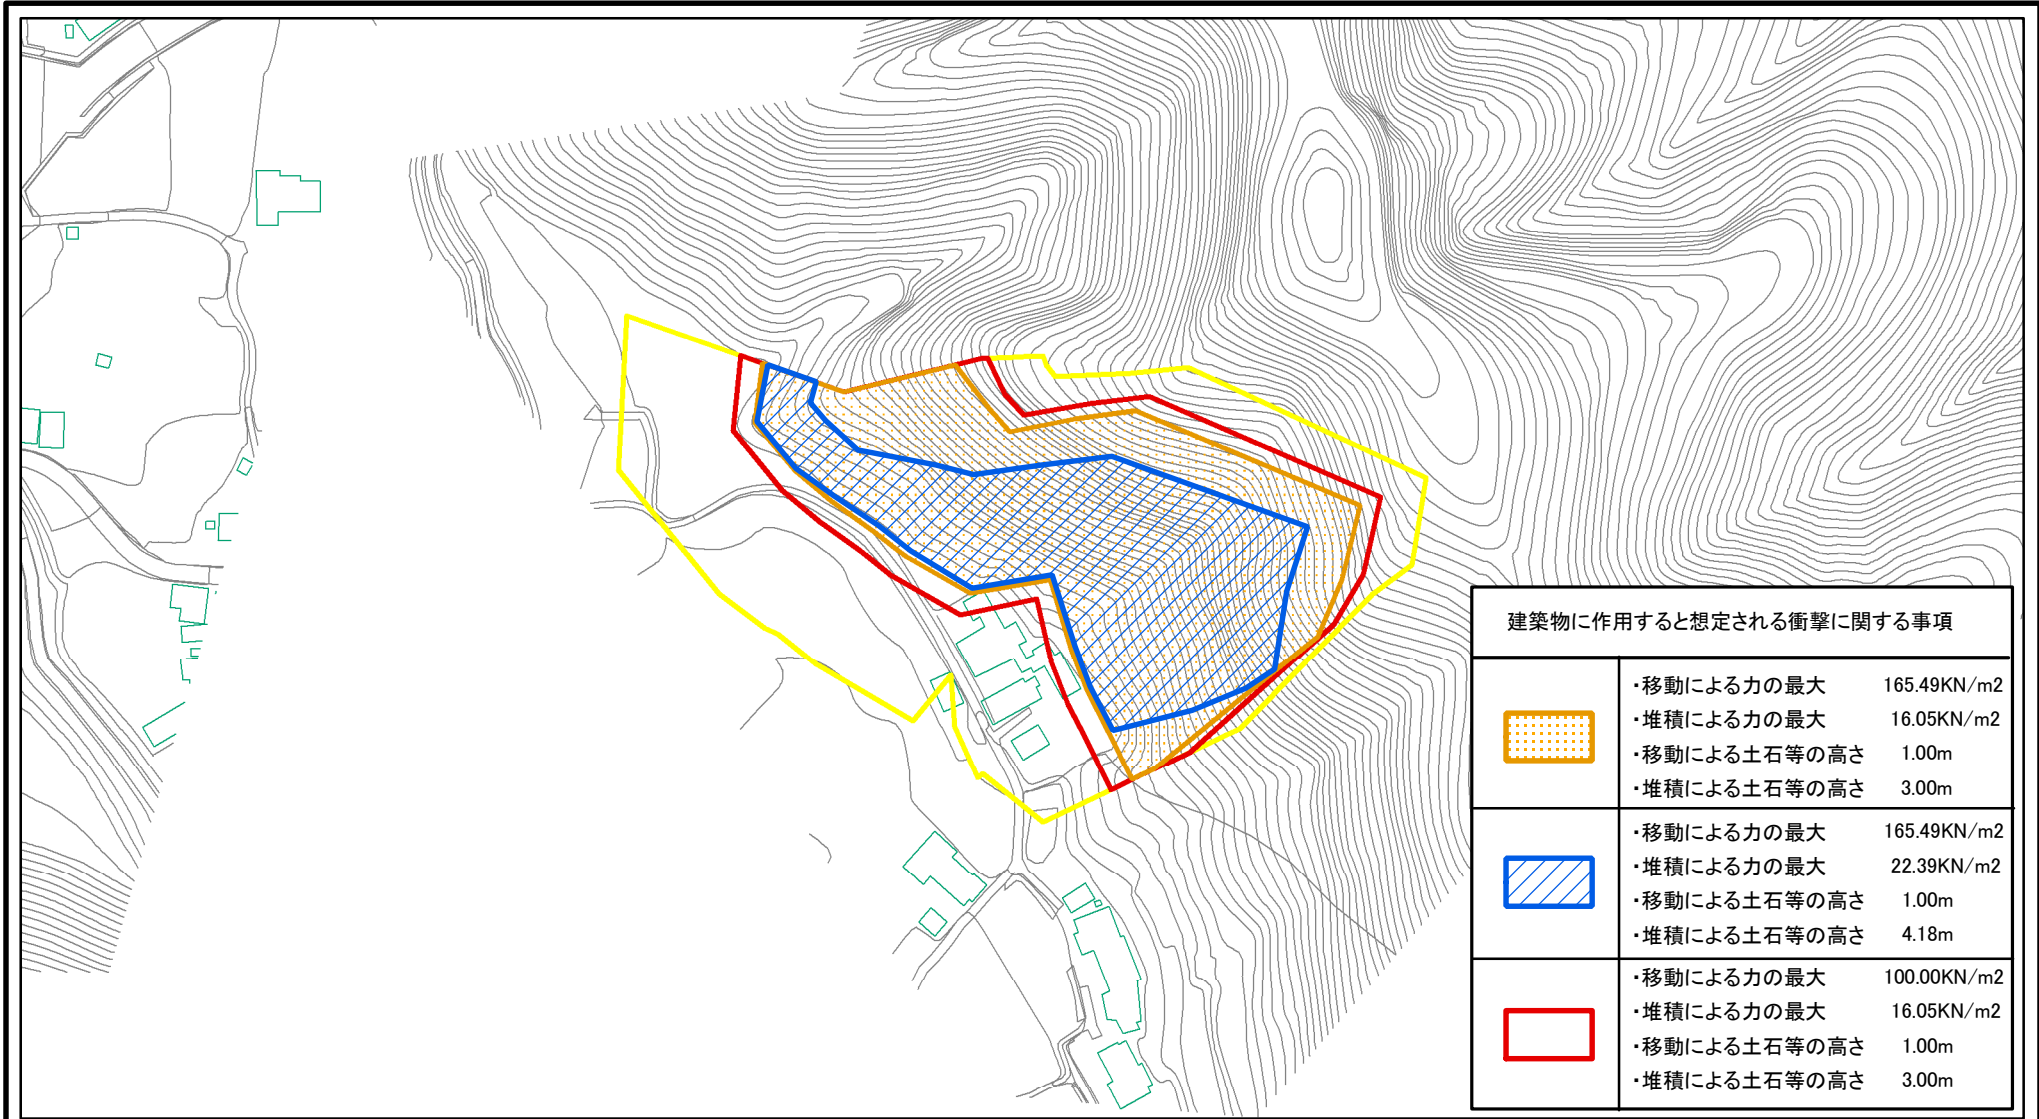 建築物に作用すると想定される衝撃に関する事項
・移動による力の最大 165.49KN/m2
・堆積による力の最大 16.05KN/m2
・移動による土石等の高さ 1.00m
・堆積による土石等の高さ 3.00m
・移動による力の最大 165.49KN/m2
・堆積による力の最大 22.39KN/m2
・移動による土石等の高さ 1.00m
・堆積による土石等の高さ 4.18m
・移動による力の最大 100.00KN/m2
・堆積による力の最大 16.05KN/m2
・移動による土石等の高さ 1.00m
・堆積による土石等の高さ 3.00m